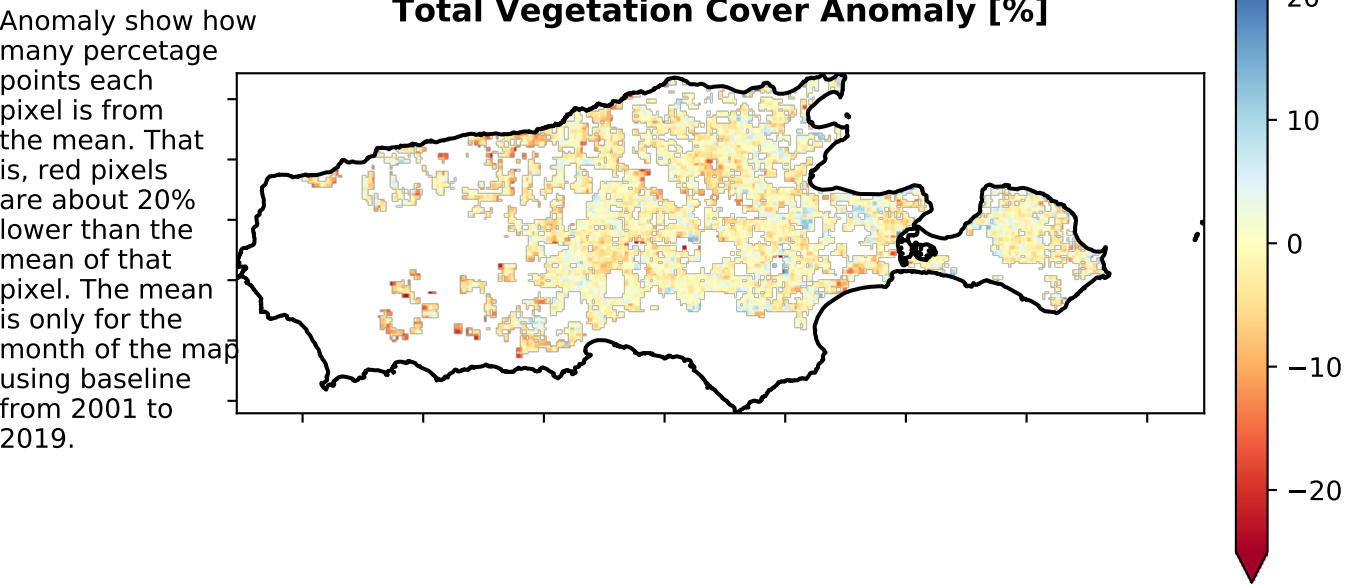 Total Vegetation Cover Anomaly [%]
Anomaly show how
many percetage
points each
pixel is from
the mean. That
is, red pixels
are about 20%
lower than the
mean of that
pixel. The mean
is only for the
month of the map
using baseline
from 2001 to
2019.
20
10
0
−10
−20